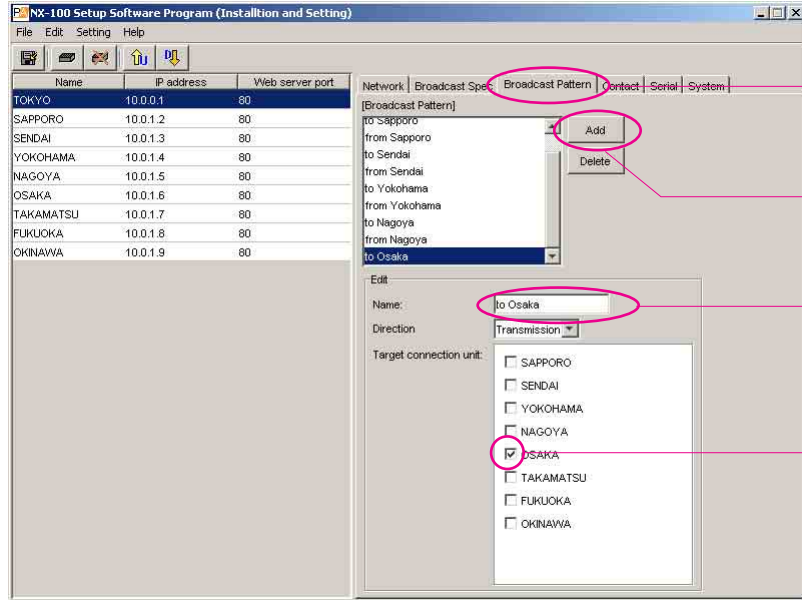 NX-100 Setup Software Program (Installtion and Setting)
File Edit Setting Help
Name IP address Web server port
TOKYO 10.0.0.1 80
SAPPORO 10.0.1.2 80
SENDAI 10.0.1.3 80
YOKOHAMA 10.0.1.4 80
NAGOYA 10.0.1.5 80
OSAKA 10.0.1.6 80
TAKAMATSU 10.0.1.7 80
FUKUOKA 10.0.1.8 80
OKINAWA 10.0.1.9 80
Network Broadcast Spec Broadcast Pattern Contact Serial System
[Broadcast Pattern]
to Sapporo
from Sapporo
to Sendai
from Sendai
to Yokohama
from Yokohama
to Nagoya
from Nagoya
to Osaka
Add
Delete
Edit
Name: to Osaka
Direction Transmission
Target connection unit:
SAPPORO
SENDAI
YOKOHAMA
NAGOYA
OSAKA
TAKAMATSU
FUKUOKA
OKINAWA